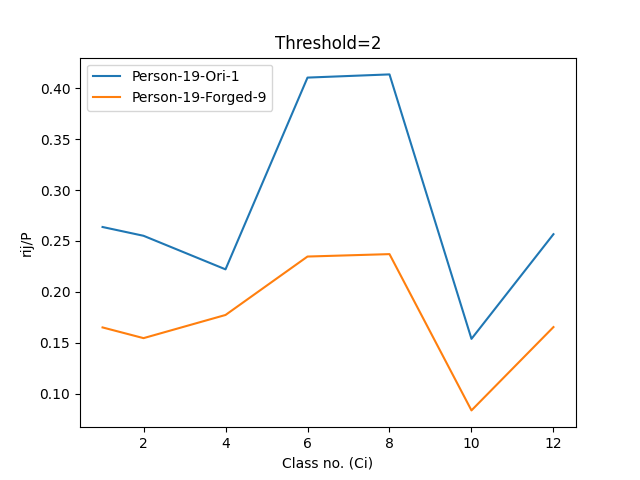 Threshold=2
Person-19-Ori-1
Person-19-Forged-9
0.40
0.35
0.30
0.25
0.20
0.15
0.10
rij/P
2 4 6 8 10 12
Class no. (Ci)